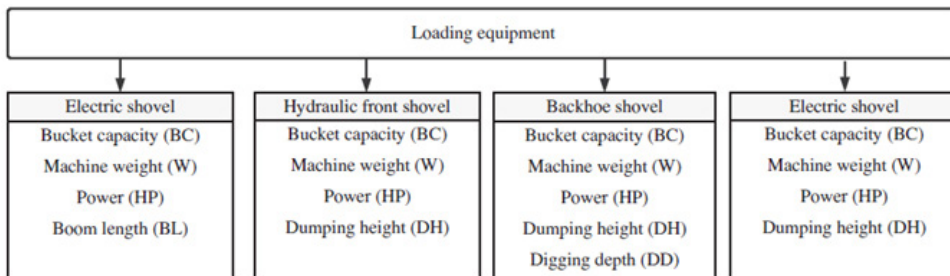 Loading equipment
Electric shovel
Bucket capacity (BC)
Machine weight (W)
Power (HP)
Boom length (BL)
Hydraulic front shovel
Bucket capacity (BC)
Machine weight (W)
Power (HP)
Dumping height (DH)
Backhoe shovel
Bucket capacity (BC)
Machine weight (W)
Power (HP)
Dumping height (DH)
Digging depth (DD)
Electric shovel
Bucket capacity (BC)
Machine weight (W)
Power (HP)
Dumping height (DH)